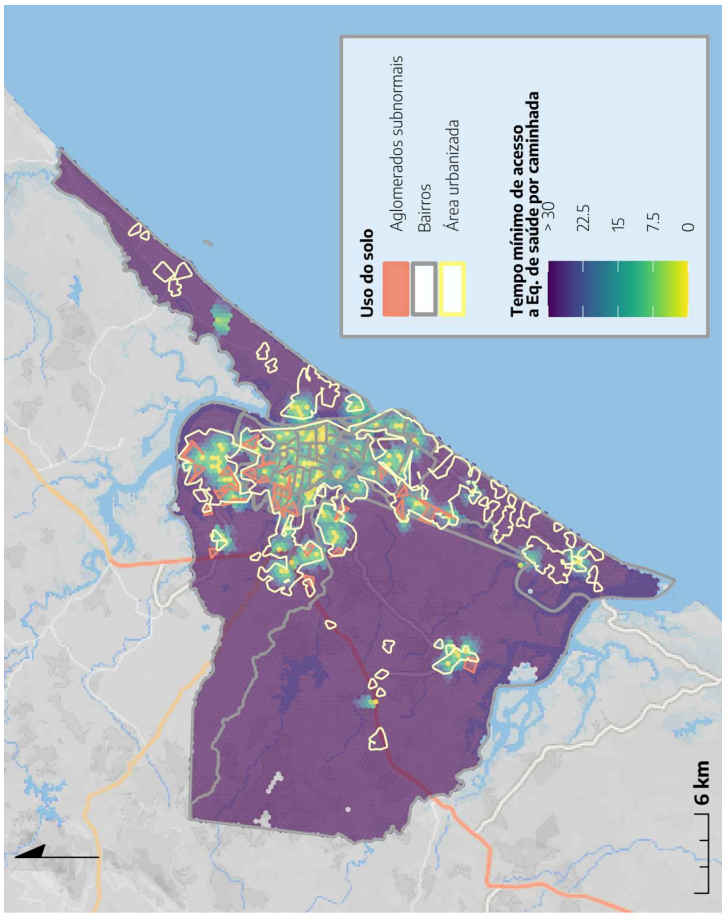 Uso do solo
Aglomerados subnormais
Bairros
Área urbanizada
Tempo mínimo de acesso
a Eq. de saúde por caminhada
> 30
22.5
15
7.5
0
6 km